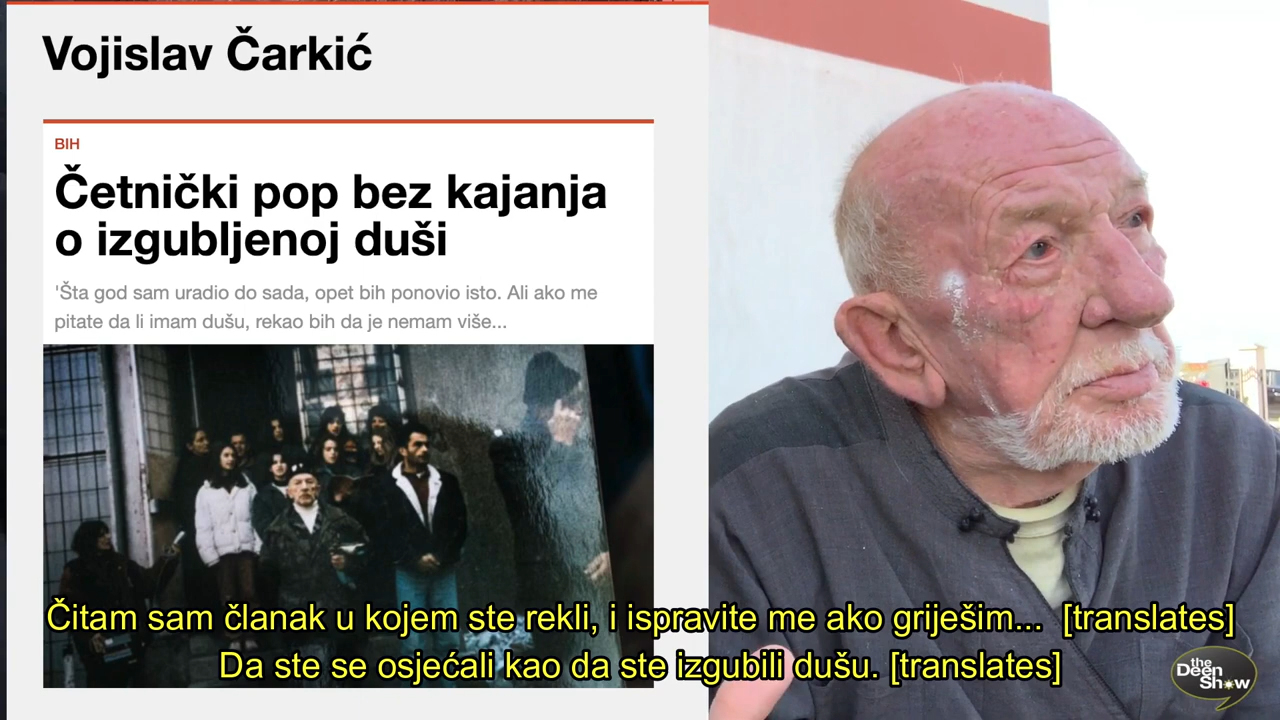 Vojislav Čarkić
BIH
Četnički pop bez kajanja
o izgubljenoj duši
'Šta god sam uradio do sada, opet bih ponovio isto. Ali ako me
pitate da li imam dušu, rekao bih da je nemam više...
Čitam sam članak u kojem ste rekli, i ispravite me ako griješim... [translates]
Da ste se osjećali kao da ste izgubili dušu. [translates]
the
Deen
Show